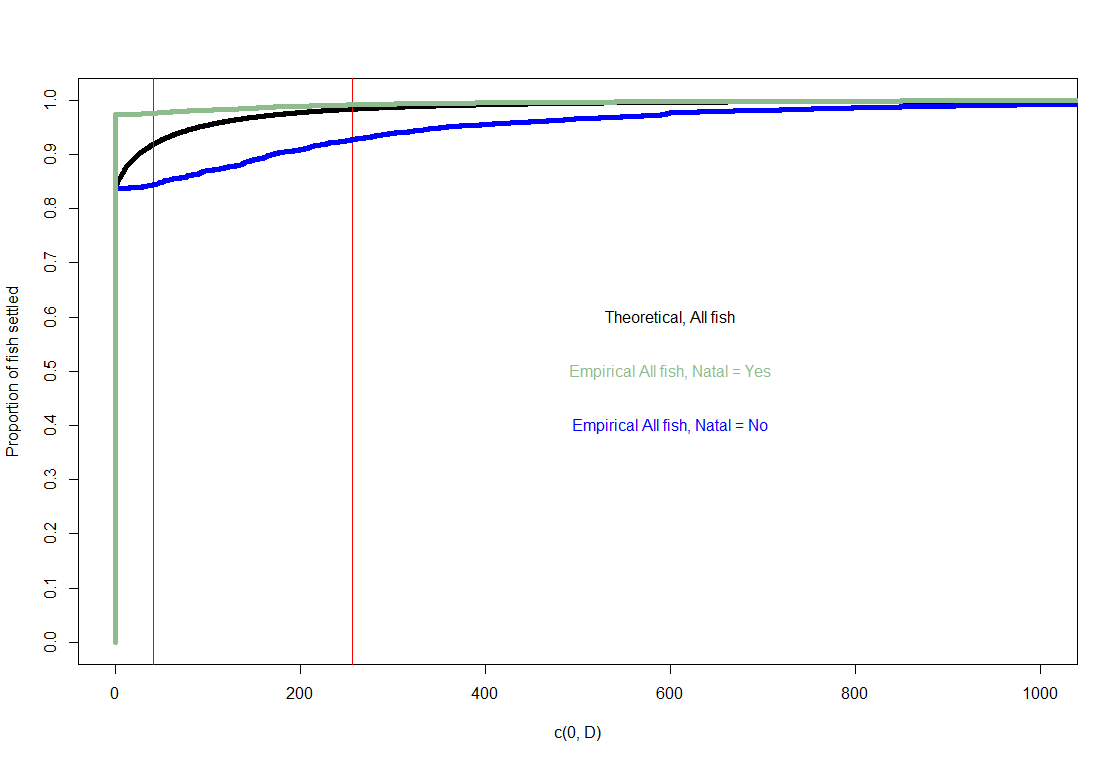 Proportion of fish settled
1.0
0.9
0.8
0.7
0.6
0.5
0.4
0.3
0.2
0.1
0.0
Theoretical, All fish
Empirical All fish, Natal = Yes
Empirical All fish, Natal = No
0 200 400 600 800 1000
c(0, D)